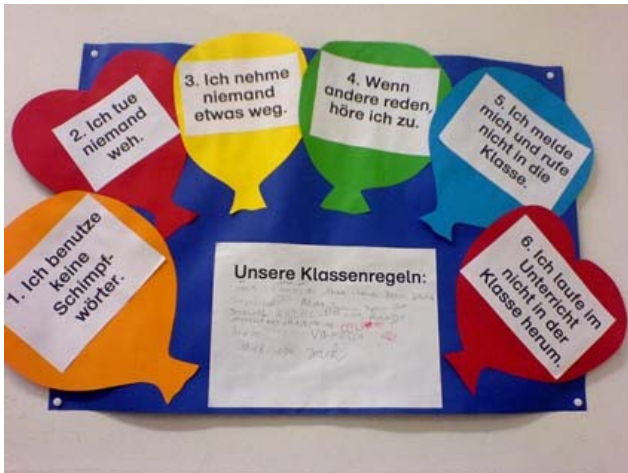 1. Ich benutze
keine
Schimpf-
wörter.
2. Ich tue
niemand
weh.
3. Ich nehme
niemand
etwas weg.
4. Wenn
andere reden,
höre ich zu.
5. Ich melde
mich und rufe
nicht in die
Klasse.
6. Ich laufe im
Unterricht
nicht in der
Klasse herum.
Unsere Klassenregeln:
VANESSA